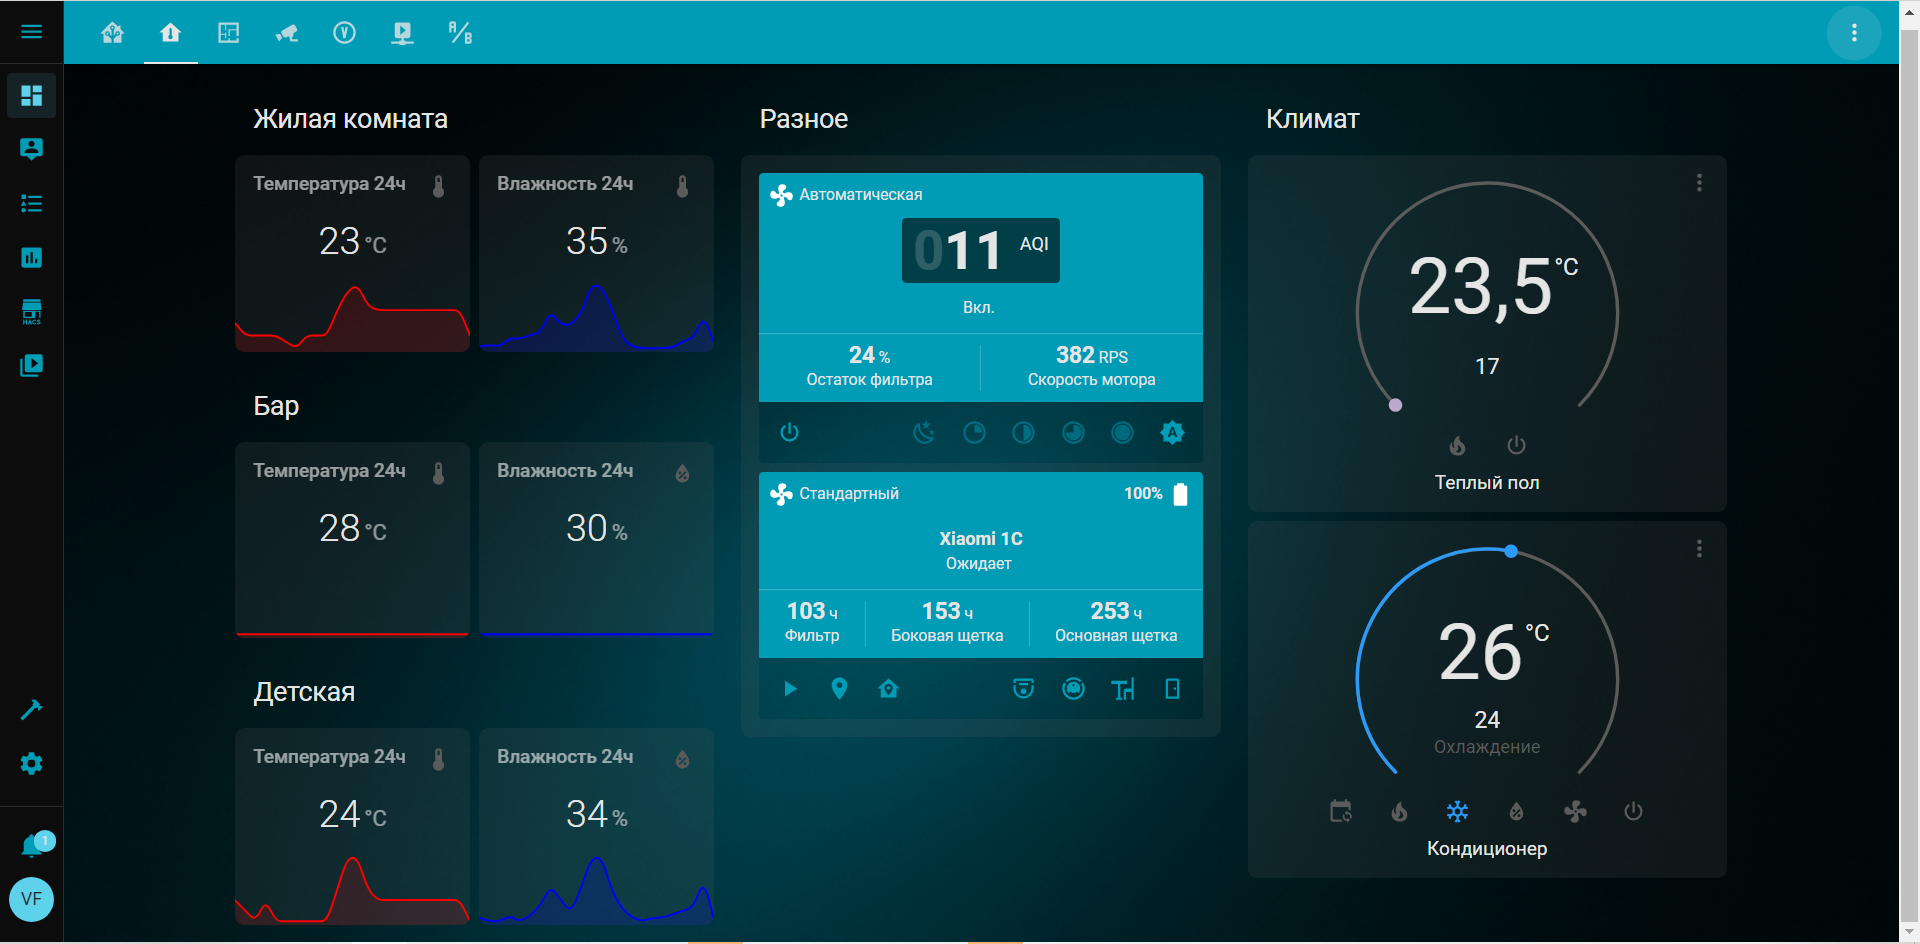 V
A/B
HACS
1
VF
Жилая комната
Температура 24ч
23 °C
Влажность 24ч
35 %
Бар
Температура 24ч
28 °C
Влажность 24ч
30 %
Детская
Температура 24ч
24 °C
Влажность 24ч
34 %
Разное
Автоматическая
011 AQI
Вкл.
24 %
Остаток фильтра
382 RPS
Скорость мотора
A
Стандартный
100%
Xiaomi 1C
Ожидает
103 ч
Фильтр
153 ч
Боковая щетка
253 ч
Основная щетка
Климат
23,5 °C
17
Теплый пол
26 °C
24
Охлаждение
Кондиционер